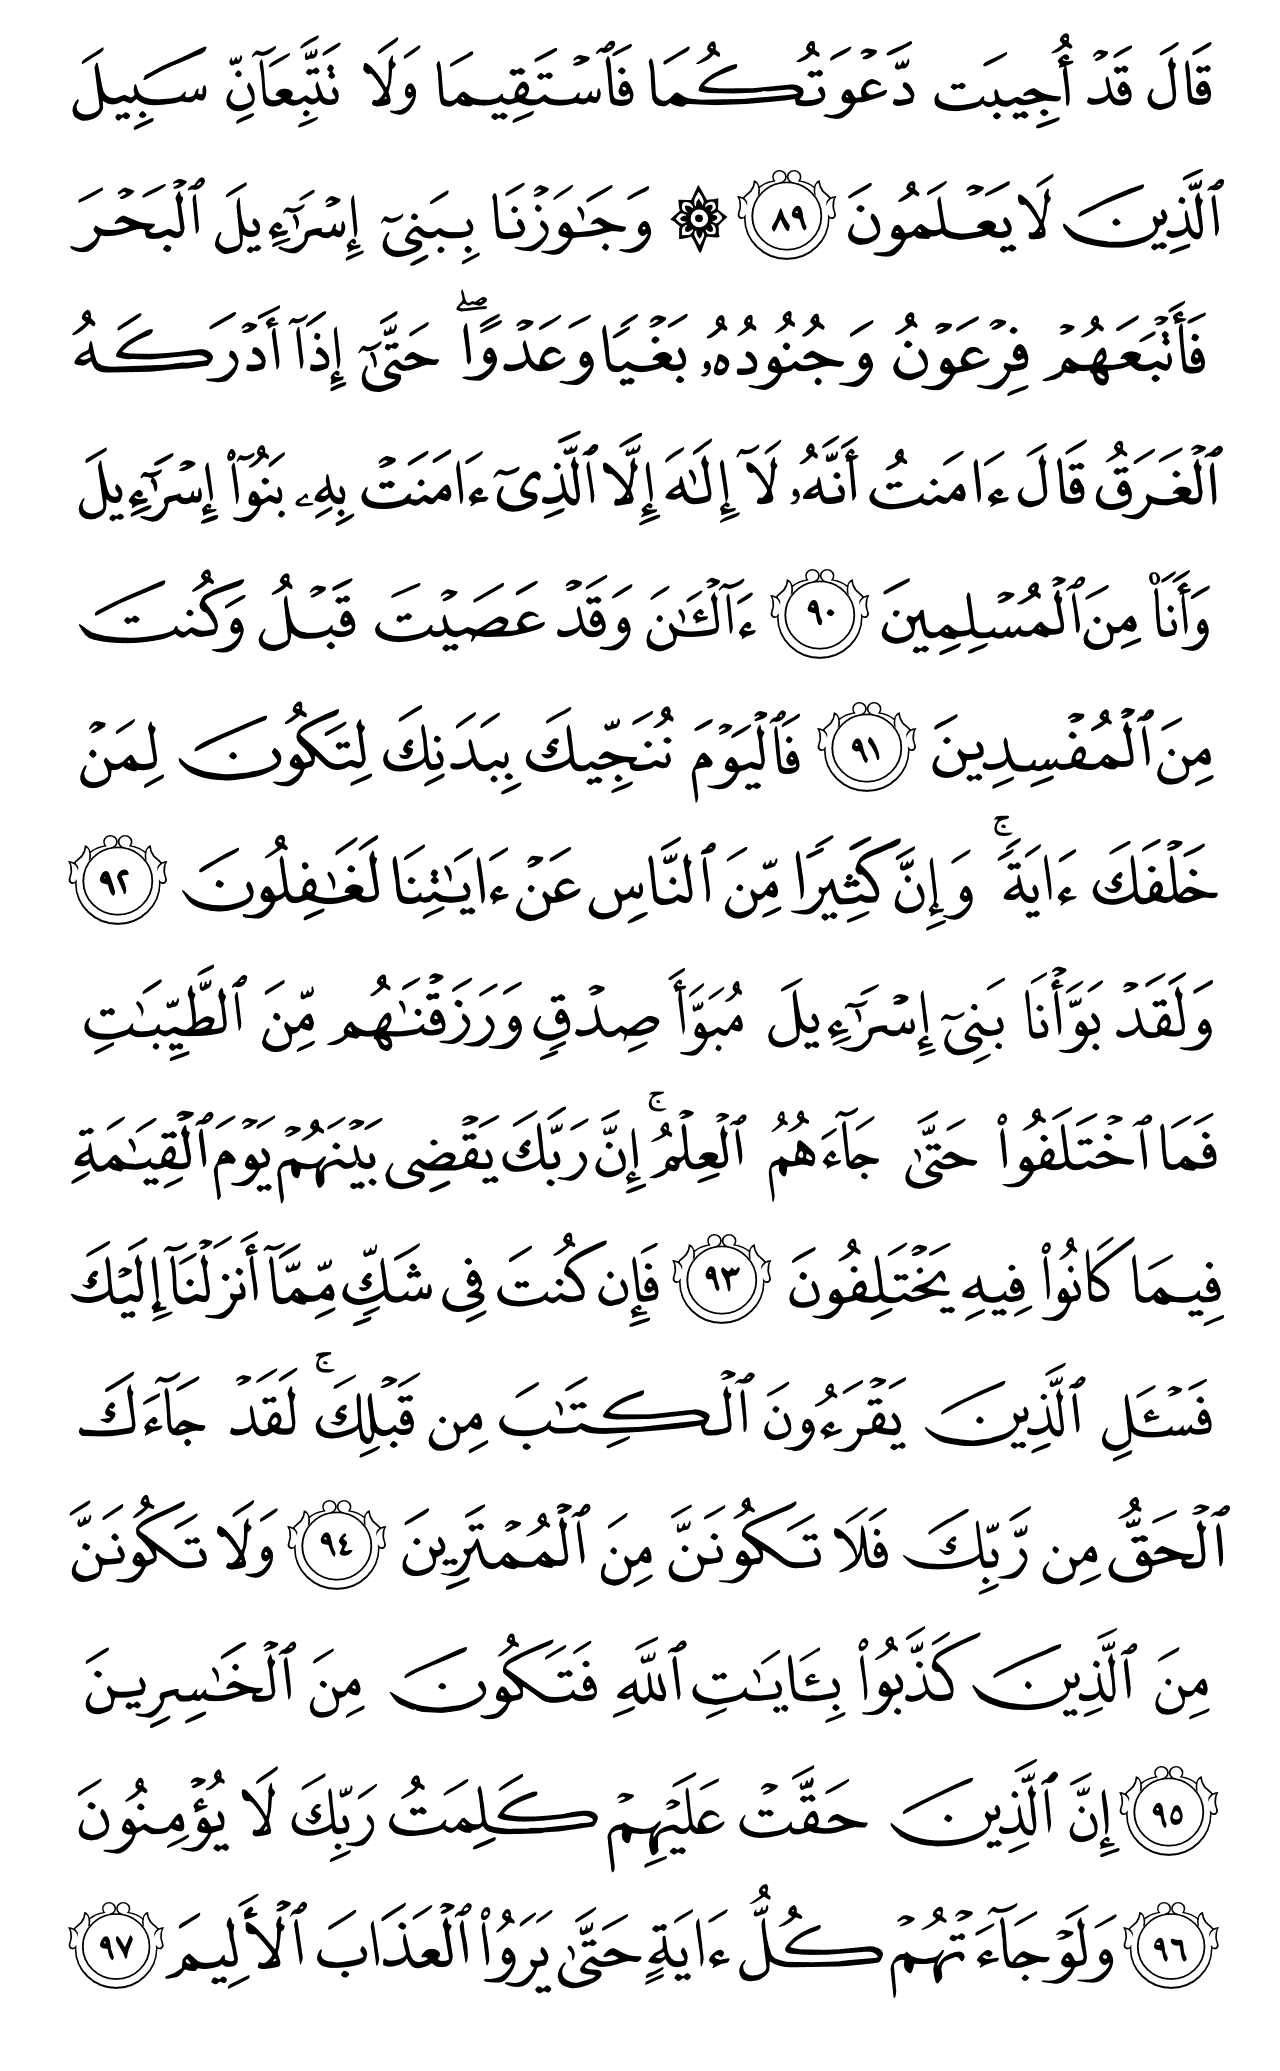 قَالَ قَدۡ أُجِيبَت دَّعۡوَتُكُمَا فَٱسۡتَقِيمَا وَلَا تَتَّبِعَآنِّ سَبِيلَ
ٱلَّذِينَ لَا يَعۡلَمُونَ ٨٩ ۞ وَجَٰوَزۡنَا بِبَنِيٓ إِسۡرَٰٓءِيلَ ٱلۡبَحۡرَ
فَأَتۡبَعَهُمۡ فِرۡعَوۡنُ وَجُنُودُهُۥ بَغۡيٗا وَعَدۡوًاۖ حَتَّىٰٓ إِذَآ أَدۡرَكَهُ
ٱلۡغَرَقُ قَالَ ءَامَنتُ أَنَّهُۥ لَآ إِلَٰهَ إِلَّا ٱلَّذِيٓ ءَامَنَتۡ بِهِۦ بَنُوٓاْ إِسۡرَٰٓءِيلَ
وَأَنَا۠ مِنَ ٱلۡمُسۡلِمِينَ ٩٠ ءَآلۡـَٰٔنَ وَقَدۡ عَصَيۡتَ قَبۡلُ وَكُنتَ
مِنَ ٱلۡمُفۡسِدِينَ ٩١ فَٱلۡيَوۡمَ نُنَجِّيكَ بِبَدَنِكَ لِتَكُونَ لِمَنۡ
خَلۡفَكَ ءَايَةٗۚ وَإِنَّ كَثِيرٗا مِّنَ ٱلنَّاسِ عَنۡ ءَايَٰتِنَا لَغَٰفِلُونَ ٩٢
وَلَقَدۡ بَوَّأۡنَا بَنِيٓ إِسۡرَٰٓءِيلَ مُبَوَّأَ صِدۡقٖ وَرَزَقۡنَٰهُم مِّنَ ٱلطَّيِّبَٰتِ
فَمَا ٱخۡتَلَفُواْ حَتَّىٰ جَآءَهُمُ ٱلۡعِلۡمُۚ إِنَّ رَبَّكَ يَقۡضِي بَيۡنَهُمۡ يَوۡمَ ٱلۡقِيَٰمَةِ
فِيمَا كَانُواْ فِيهِ يَخۡتَلِفُونَ ٩٣ فَإِن كُنتَ فِي شَكّٖ مِّمَّآ أَنزَلۡنَآ إِلَيۡكَ
فَسۡـَٔلِ ٱلَّذِينَ يَقۡرَءُونَ ٱلۡكِتَٰبَ مِن قَبۡلِكَۚ لَقَدۡ جَآءَكَ
ٱلۡحَقُّ مِن رَّبِّكَ فَلَا تَكُونَنَّ مِنَ ٱلۡمُمۡتَرِينَ ٩٤ وَلَا تَكُونَنَّ
مِنَ ٱلَّذِينَ كَذَّبُواْ بِـَٔايَٰتِ ٱللَّهِ فَتَكُونَ مِنَ ٱلۡخَٰسِرِينَ
٩٥ إِنَّ ٱلَّذِينَ حَقَّتۡ عَلَيۡهِمۡ كَلِمَتُ رَبِّكَ لَا يُؤۡمِنُونَ
٩٦ وَلَوۡ جَآءَتۡهُمۡ كُلُّ ءَايَةٍ حَتَّىٰ يَرَوُاْ ٱلۡعَذَابَ ٱلۡأَلِيمَ ٩٧